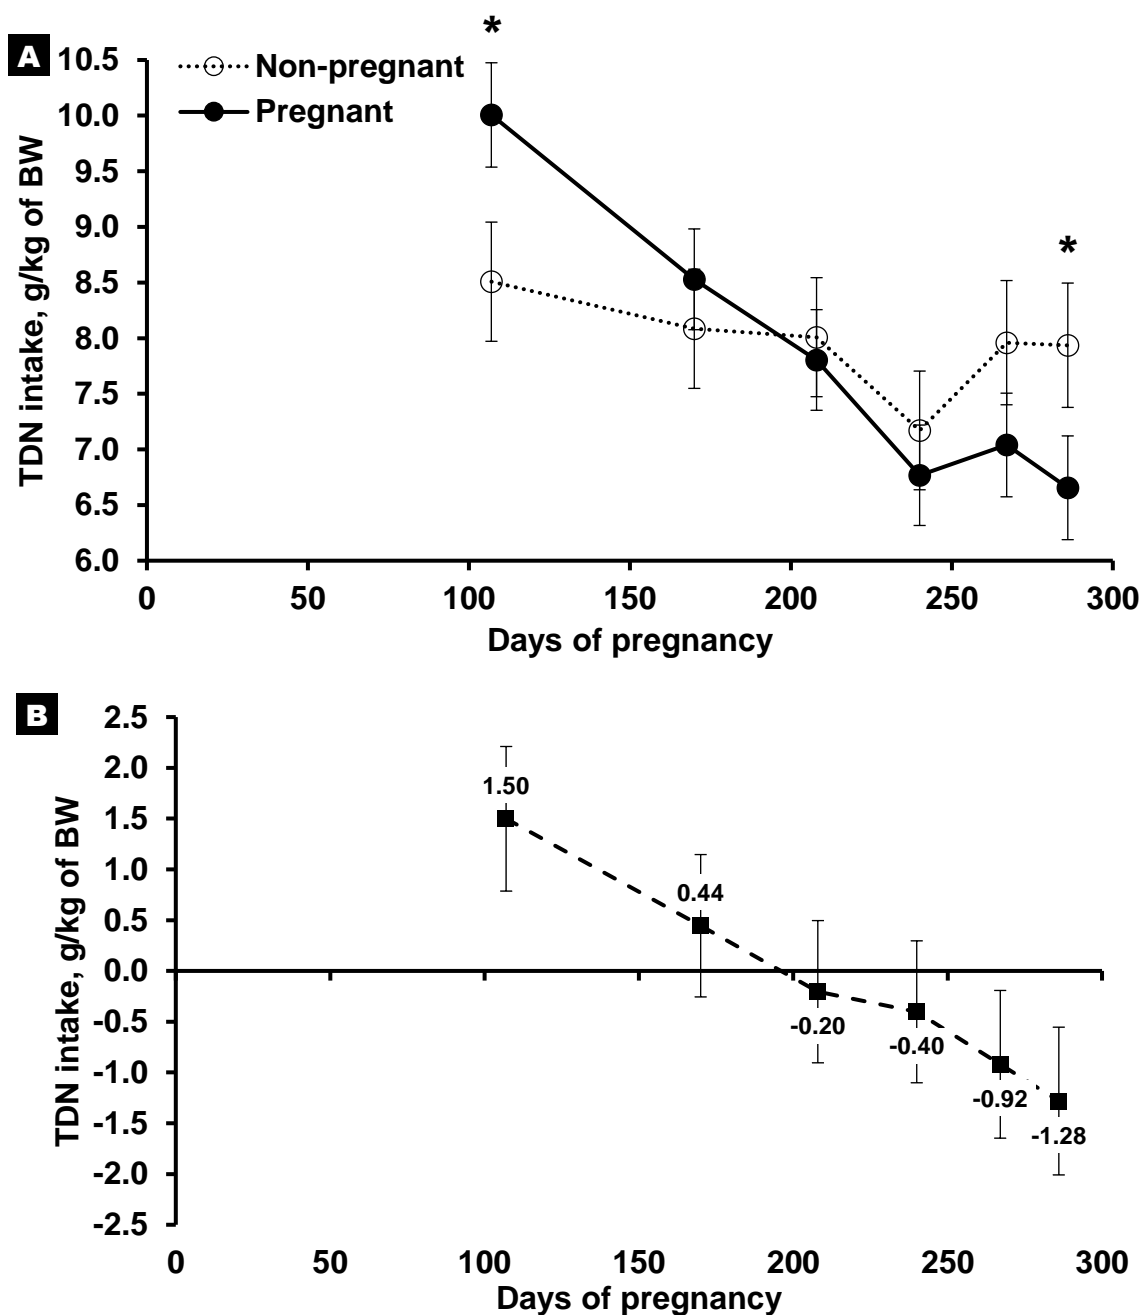 *
A
10.5
Non-pregnant
10.0
Pregnant
9.5
9.0
*
8.5
8.0
7.5
7.0
6.5
6.0
TDN intake, g/kg of BW
0 50 100 150 200 250 300
Days of pregnancy
B
2.5
2.0
1.5
1.0
0.5
0.0
-0.5
-1.0
-1.5
-2.0
-2.5
TDN intake, g/kg of BW
1.50
0.44
-0.20
-0.40
-0.92
-1.28
0 50 100 150 200 250 300
Days of pregnancy